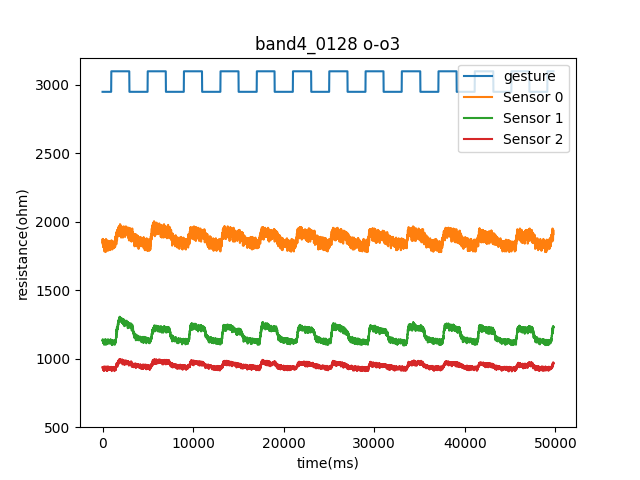 band4_0128 o-o3
gesture
Sensor 0
Sensor 1
Sensor 2
resistance(ohm)
3000
2500
2000
1500
1000
500
0
10000
20000
30000
40000
50000
time(ms)